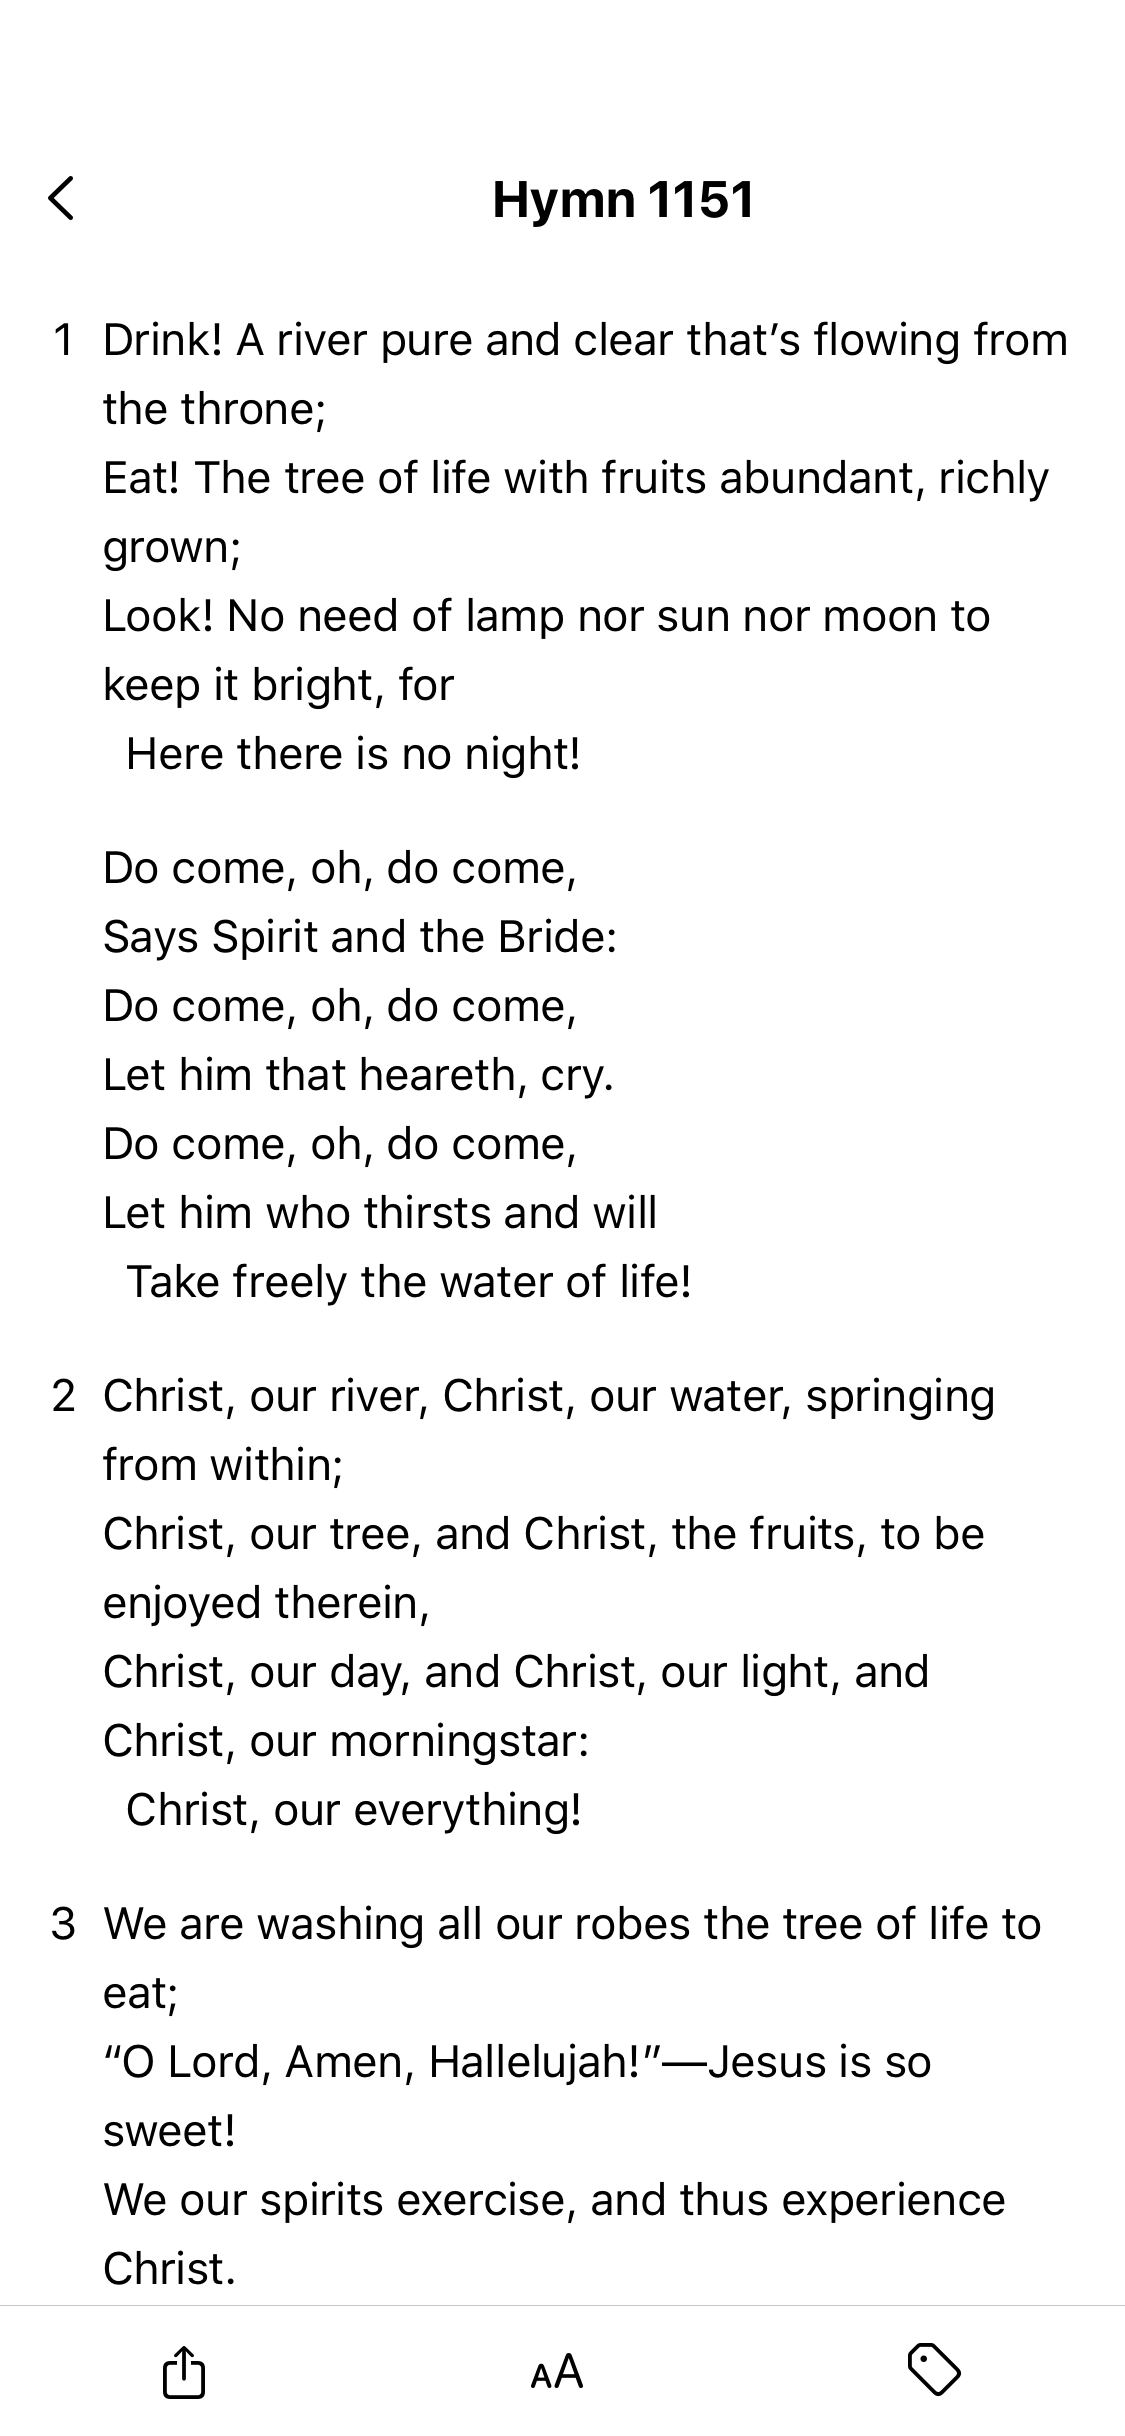 Hymn 1151
1 Drink! A river pure and clear that’s flowing from
the throne;
Eat! The tree of life with fruits abundant, richly
grown;
Look! No need of lamp nor sun nor moon to
keep it bright, for
Here there is no night!
Do come, oh, do come,
Says Spirit and the Bride:
Do come, oh, do come,
Let him that heareth, cry.
Do come, oh, do come,
Let him who thirsts and will
Take freely the water of life!
2 Christ, our river, Christ, our water, springing
from within;
Christ, our tree, and Christ, the fruits, to be
enjoyed therein,
Christ, our day, and Christ, our light, and
Christ, our morningstar:
Christ, our everything!
3 We are washing all our robes the tree of life to
eat;
“O Lord, Amen, Hallelujah!”—Jesus is so
sweet!
We our spirits exercise, and thus experience
Christ.
AA